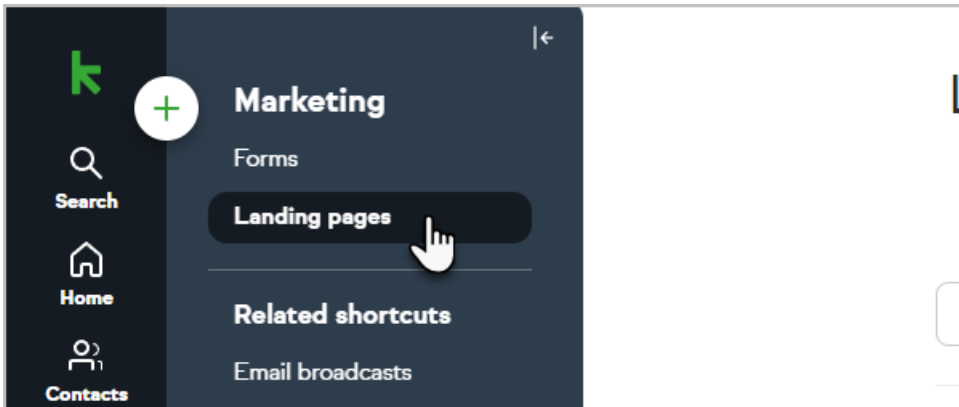 Marketing
Forms
Landing pages
Related shortcuts
Email broadcasts
Search
Home
Contacts